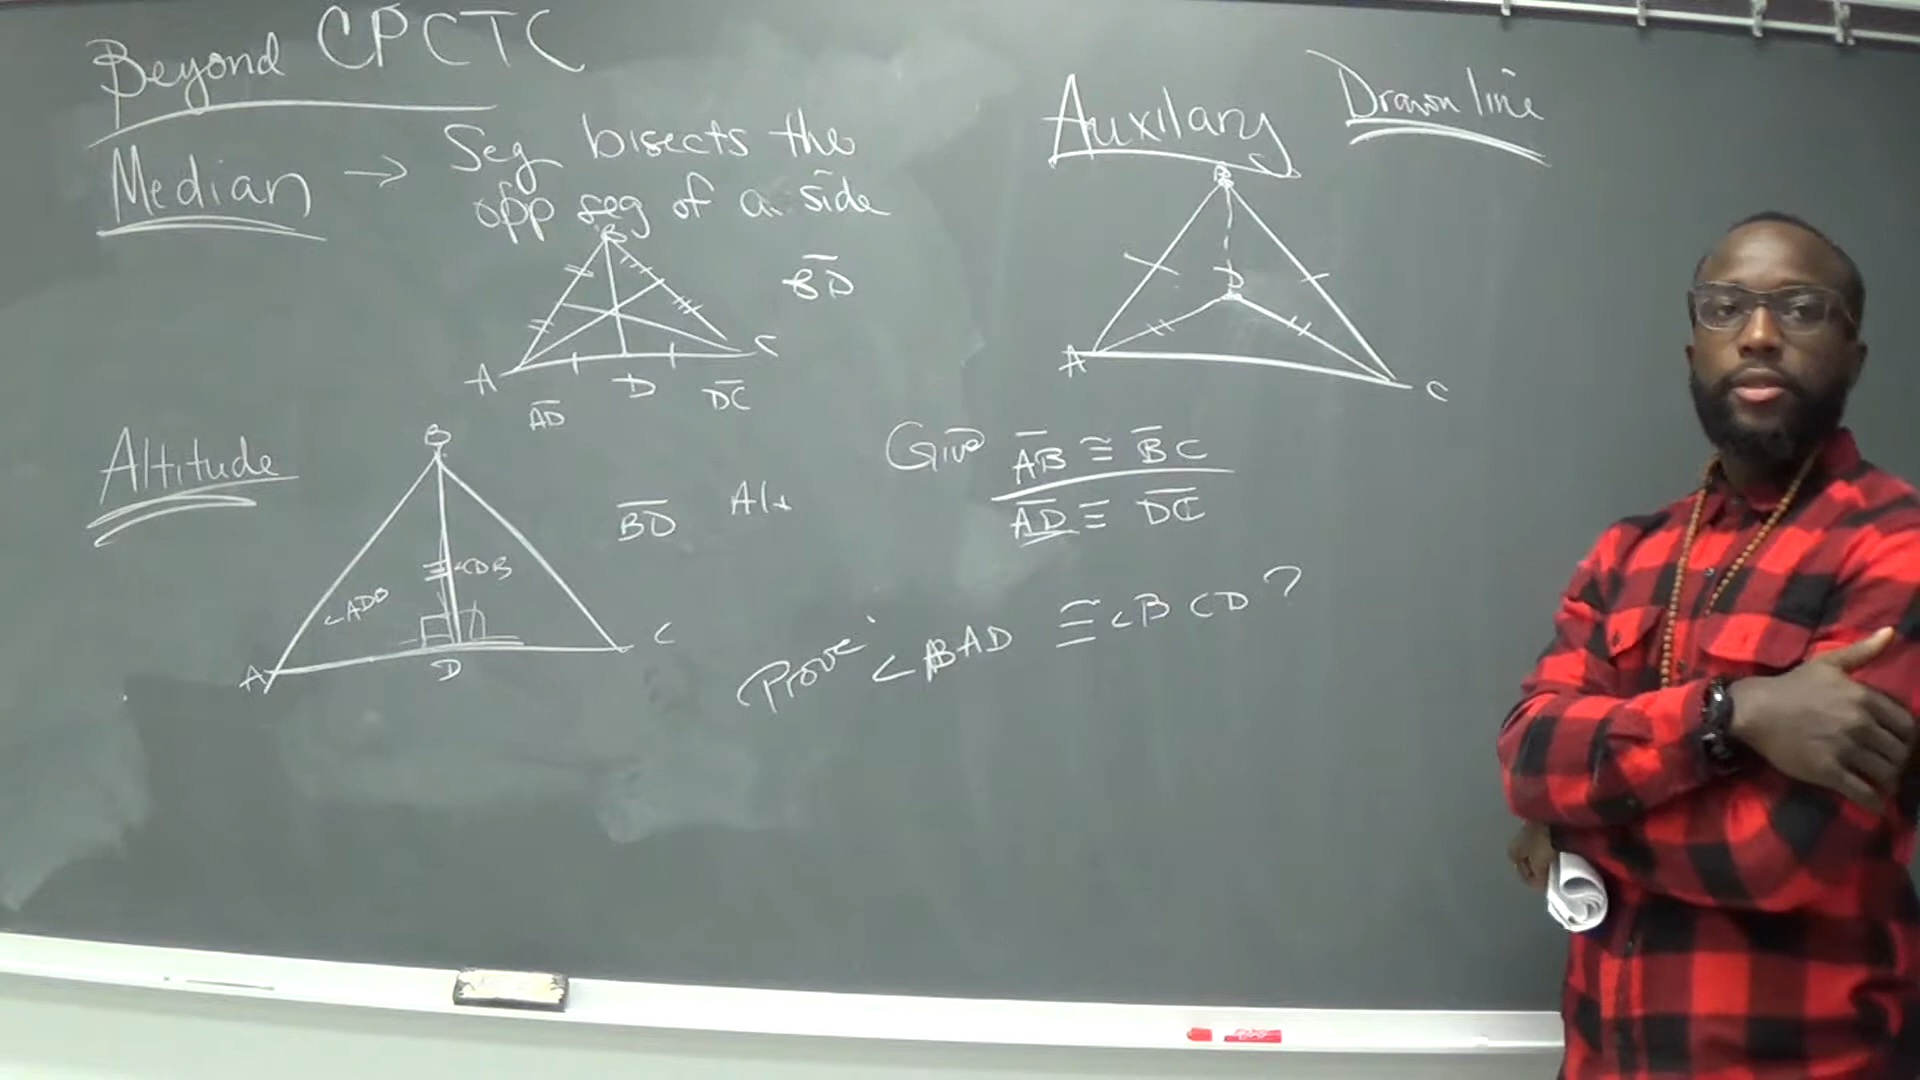 Beyond CPCTC
Median → Seg bisects the
opp seg of a side
B
BD
A
D
C
AD
DC
Altitude
B
∠ADB
≅ ∠CDB
A
D
C
BD Alt
Auxilary Drawn line
B
D
A
C
Give AB ≅ BC
AD ≅ DC
Prove ∠BAD ≅ ∠BCD?